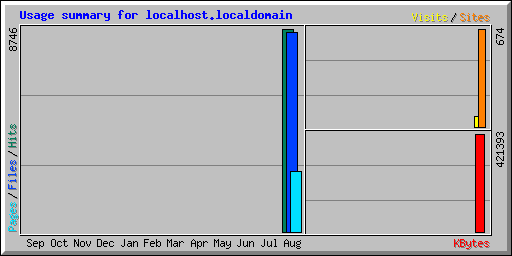 Usage summary for localhost.localdomain
Visits / Sites
8746
674
Pages / Files / Hits
421393
Sep Oct Nov Dec Jan Feb Mar Apr May Jun Jul Aug
KBytes